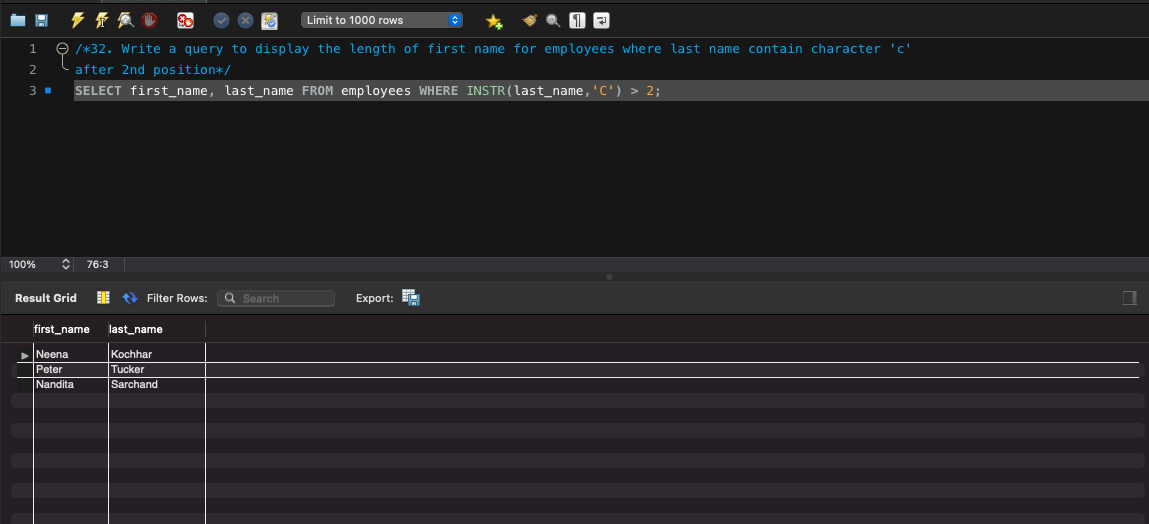 Limit to 1000 rows
1 /*32. Write a query to display the length of first name for employees where last name contain character 'c'
2 after 2nd position*/
3 SELECT first_name, last_name FROM employees WHERE INSTR(last_name,'C') > 2;
100% 76:3
Result Grid Filter Rows: Search Export:
first_name last_name
Neena Kochhar
Peter Tucker
Nandita Sarchand